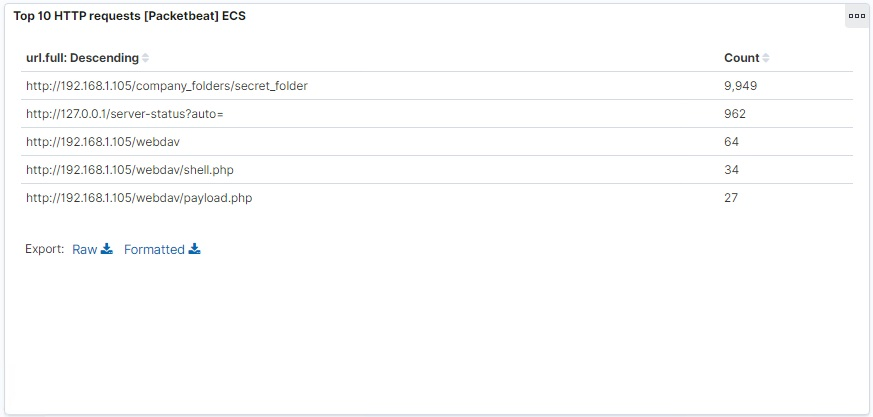 Top 10 HTTP requests [Packetbeat] ECS
url.full: Descending Count
http://192.168.1.105/company_folders/secret_folder 9,949
http://127.0.0.1/server-status?auto= 962
http://192.168.1.105/webdav 64
http://192.168.1.105/webdav/shell.php 34
http://192.168.1.105/webdav/payload.php 27
Export: Raw Formatted